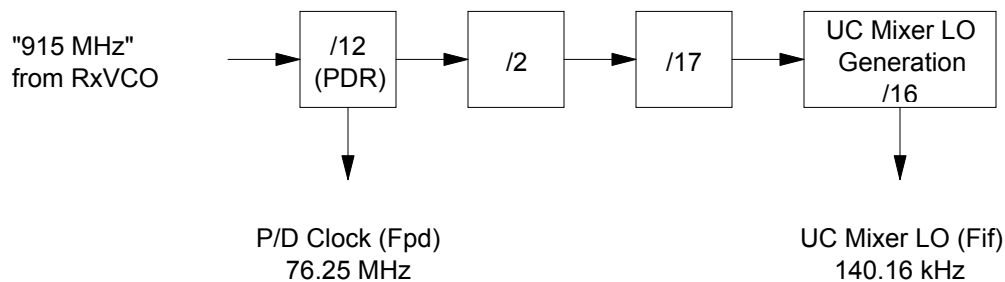 "915 MHz"
from RxVCO
/12
(PDR)
/2
/17
UC Mixer LO
Generation
/16
P/D Clock (Fpd)
76.25 MHz
UC Mixer LO (Fif)
140.16 kHz